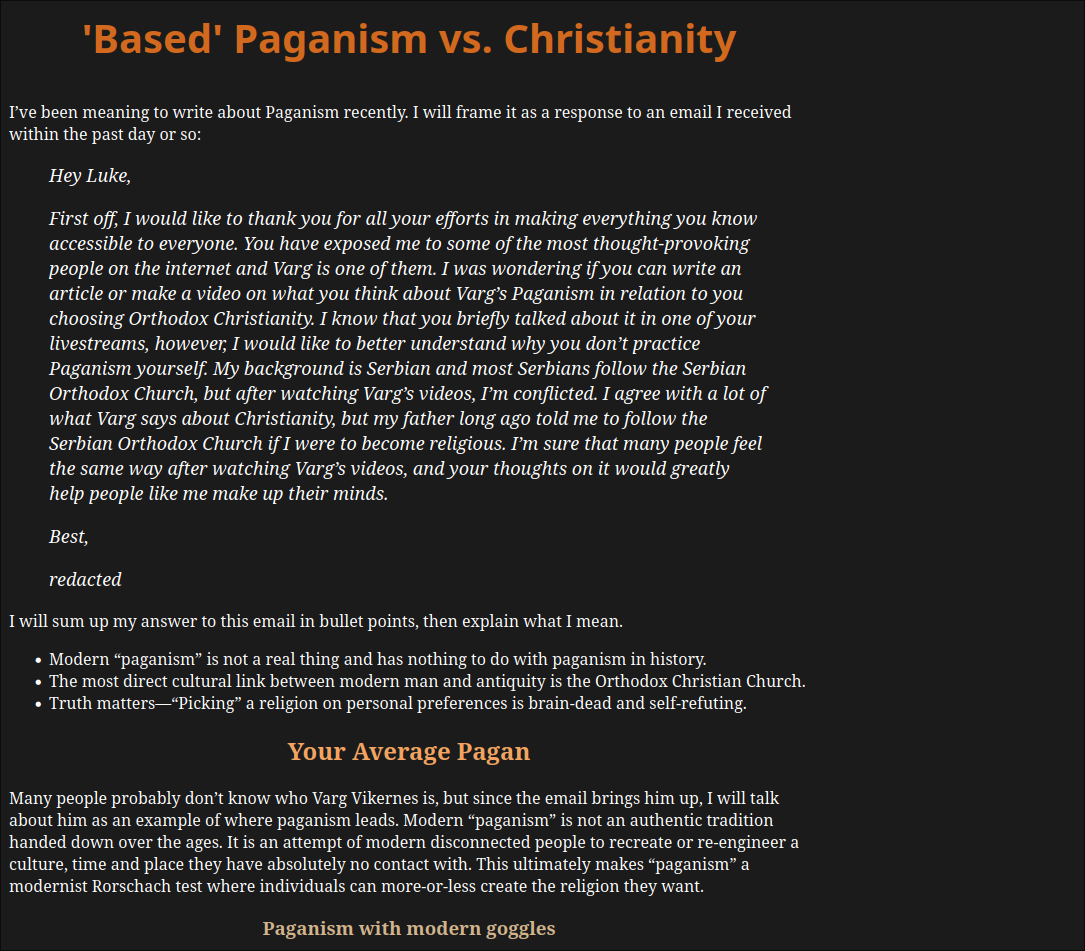 'Based' Paganism vs. Christianity
I’ve been meaning to write about Paganism recently. I will frame it as a response to an email I received
within the past day or so:
Hey Luke,
First off, I would like to thank you for all your efforts in making everything you know
accessible to everyone. You have exposed me to some of the most thought-provoking
people on the internet and Varg is one of them. I was wondering if you can write an
article or make a video on what you think about Varg’s Paganism in relation to you
choosing Orthodox Christianity. I know that you briefly talked about it in one of your
livestreams, however, I would like to better understand why you don’t practice
Paganism yourself. My background is Serbian and most Serbians follow the Serbian
Orthodox Church, but after watching Varg’s videos, I’m conflicted. I agree with a lot of
what Varg says about Christianity, but my father long ago told me to follow the
Serbian Orthodox Church if I were to become religious. I’m sure that many people feel
the same way after watching Varg’s videos, and your thoughts on it would greatly
help people like me make up their minds.
Best,
redacted
I will sum up my answer to this email in bullet points, then explain what I mean.
• Modern “paganism” is not a real thing and has nothing to do with paganism in history.
• The most direct cultural link between modern man and antiquity is the Orthodox Christian Church.
• Truth matters—“Picking” a religion on personal preferences is brain-dead and self-refuting.
Your Average Pagan
Many people probably don’t know who Varg Vikernes is, but since the email brings him up, I will talk
about him as an example of where paganism leads. Modern “paganism” is not an authentic tradition
handed down over the ages. It is an attempt of modern disconnected people to recreate or re-engineer a
culture, time and place they have absolutely no contact with. This ultimately makes “paganism” a
modernist Rorschach test where individuals can more-or-less create the religion they want.
Paganism with modern goggles